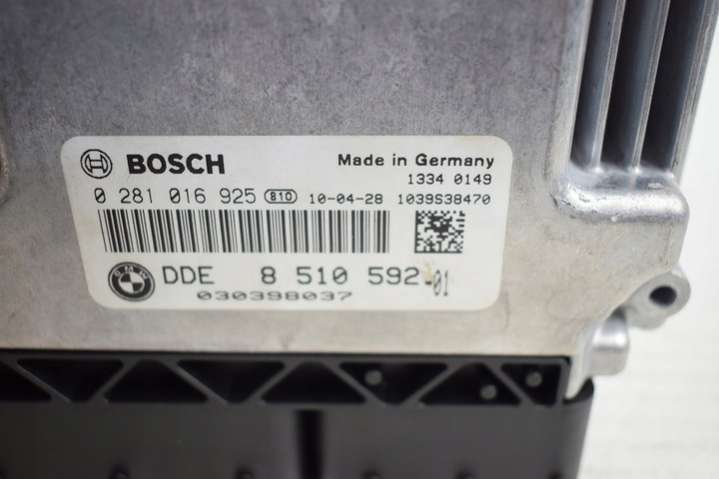 BOSCH Made in Germany
1334 0149
0 281 016 925 810 10-04-28 1039S38470
BMW
DDE 8 510 592-01
030398037